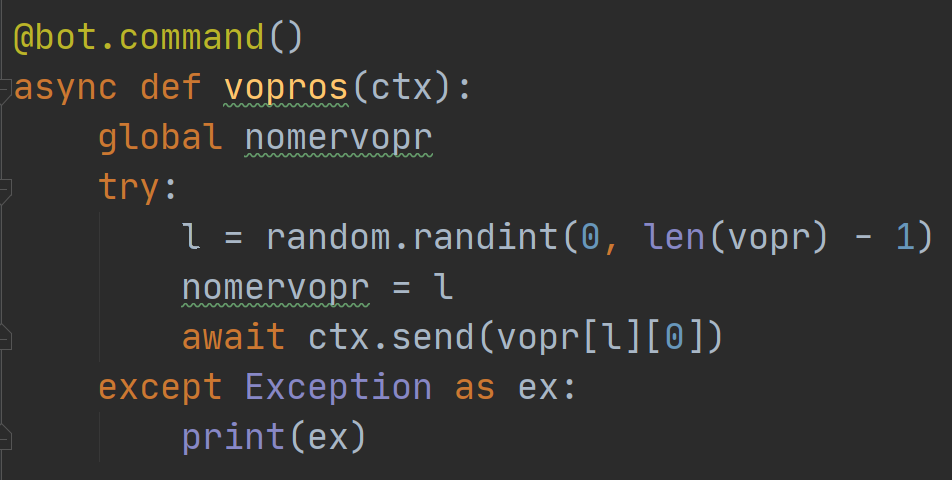 @bot.command()
async def vopros(ctx):
    global nomervopr
    try:
        l = random.randint(0, len(vopr) - 1)
        nomervopr = l
        await ctx.send(vopr[l][0])
    except Exception as ex:
        print(ex)